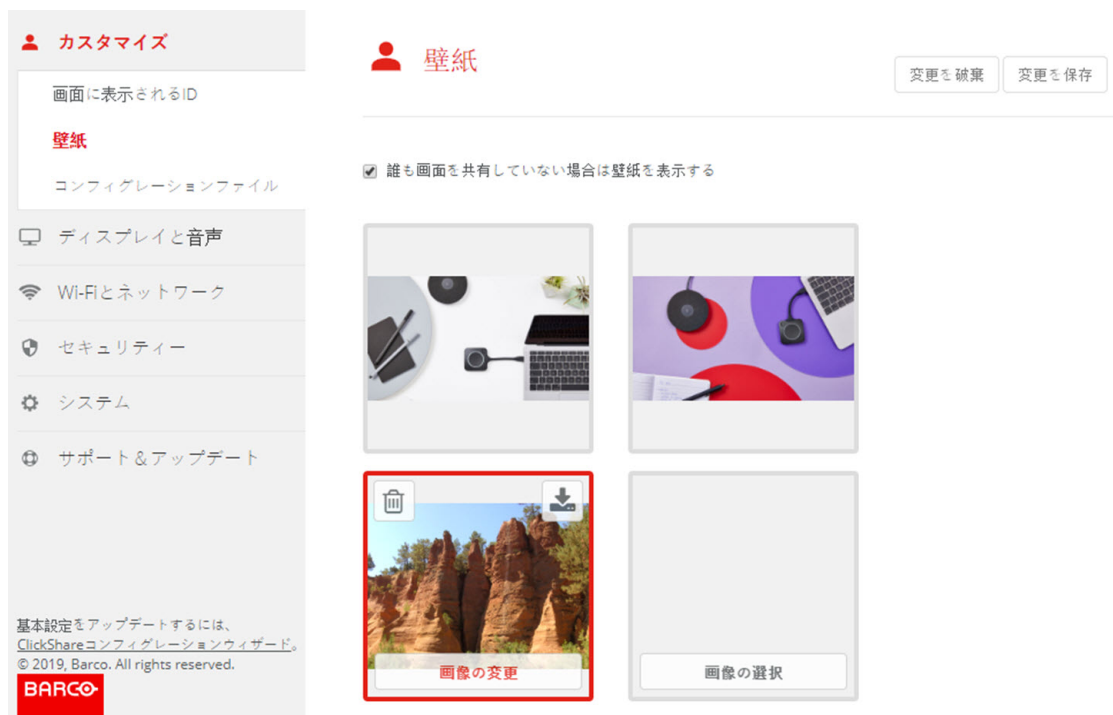 カスタマイズ
画面に表示されるID
壁紙
コンフィグレーションファイル
ディスプレイと音声
Wi-Fiとネットワーク
セキュリティー
システム
サポート＆アップデート
基本設定をアップデートするには、
ClickShareコンフィグレーションウィザード。
© 2019, Barco. All rights reserved.
BARCO
壁紙
変更を破棄
変更を保存
誰も画面を共有していない場合は壁紙を表示する
画像の変更
画像の選択